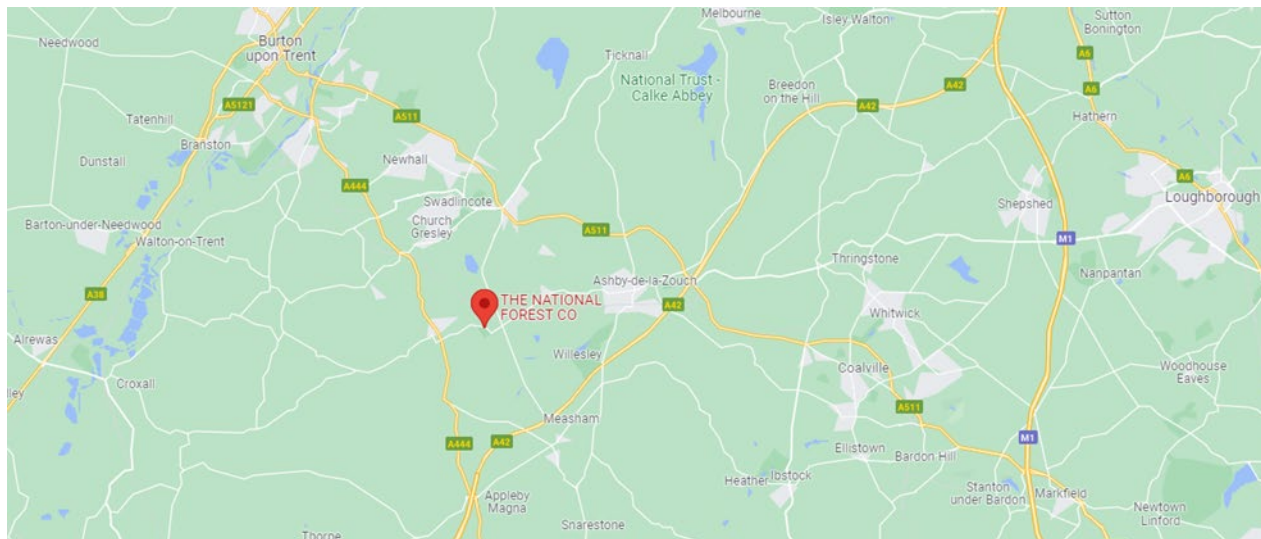 Melbourne
Isley Walton
Sutton
Bonington
Needwood
Burton
upon Trent
Ticknall
A6
National Trust -
Calke Abbey
Breedon
on the Hill
A42
A42
A6
Hathern
A5121
A511
Tatenhill
Branston
Dunstall
Newhall
A444
A6
Loughborough
Swadlincote
Shepshed
Church
Gresley
A511
Barton-under-Needwood
Walton-on-Trent
M1
Thringstone
Nanpantan
Ashby-de-la-Zouch
A38
THE NATIONAL
FOREST CO
A42
Whitwick
Alrewas
Willesley
Coalville
Woodhouse
Eaves
Croxall
lley
A511
Measham
M1
A444
A42
Ellistown
Bardon Hill
Heather
Ibstock
Stanton
under Bardon
Markfield
Appleby
Magna
Newtown
Linford
Snarestone
Thorpe